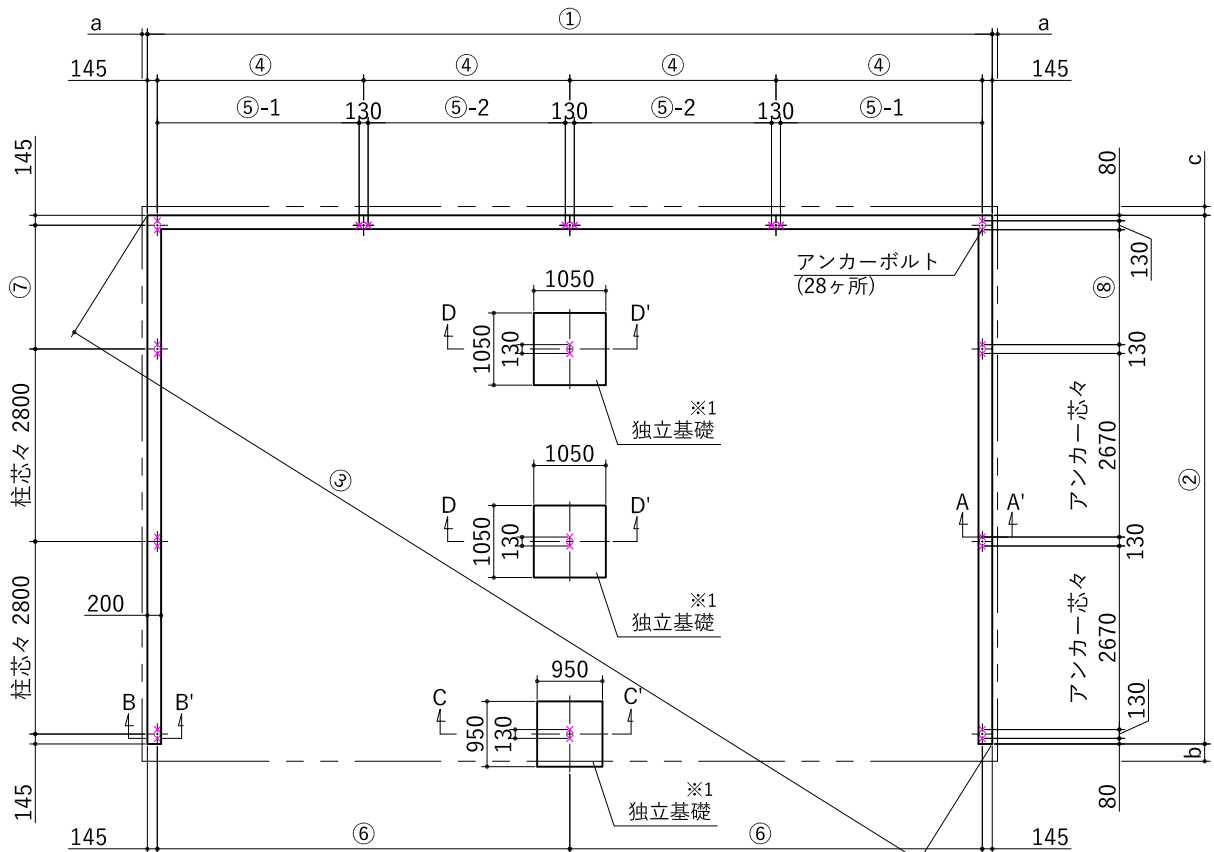 a
①
a
145
④
④
④
④
145
⑤-1
130
⑤-2
130
⑤-2
130
⑤-1
145
80
c
アンカーボルト
(28ヶ所)
130
⑦
⑧
1050
D
D'
1050
130
130
※1
独立基礎
柱芯々 2800
アンカー芯々
2670
③
1050
②
D
D'
1050
130
A
A'
130
※1
独立基礎
200
柱芯々 2800
アンカー芯々
2670
950
B
B'
C
C'
950
130
130
b
※1
独立基礎
145
80
145
⑥
⑥
145